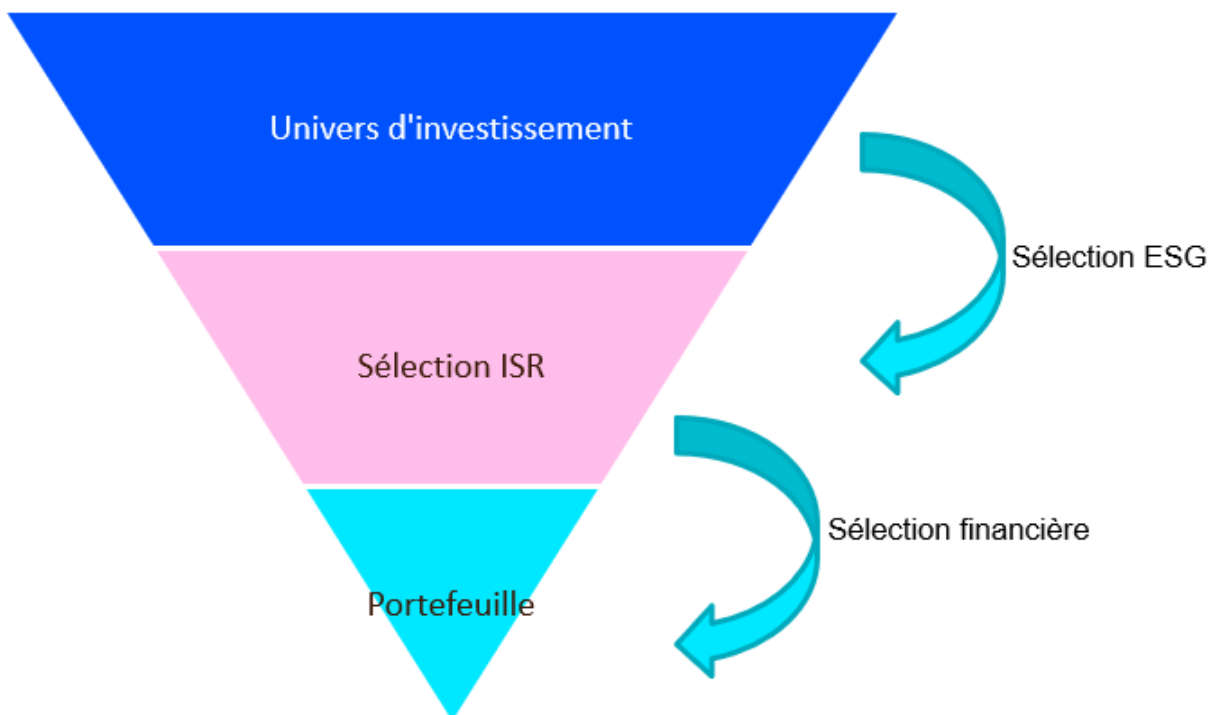 Univers d'investissement
Sélection ESG
Sélection ISR
Sélection financière
Portefeuille